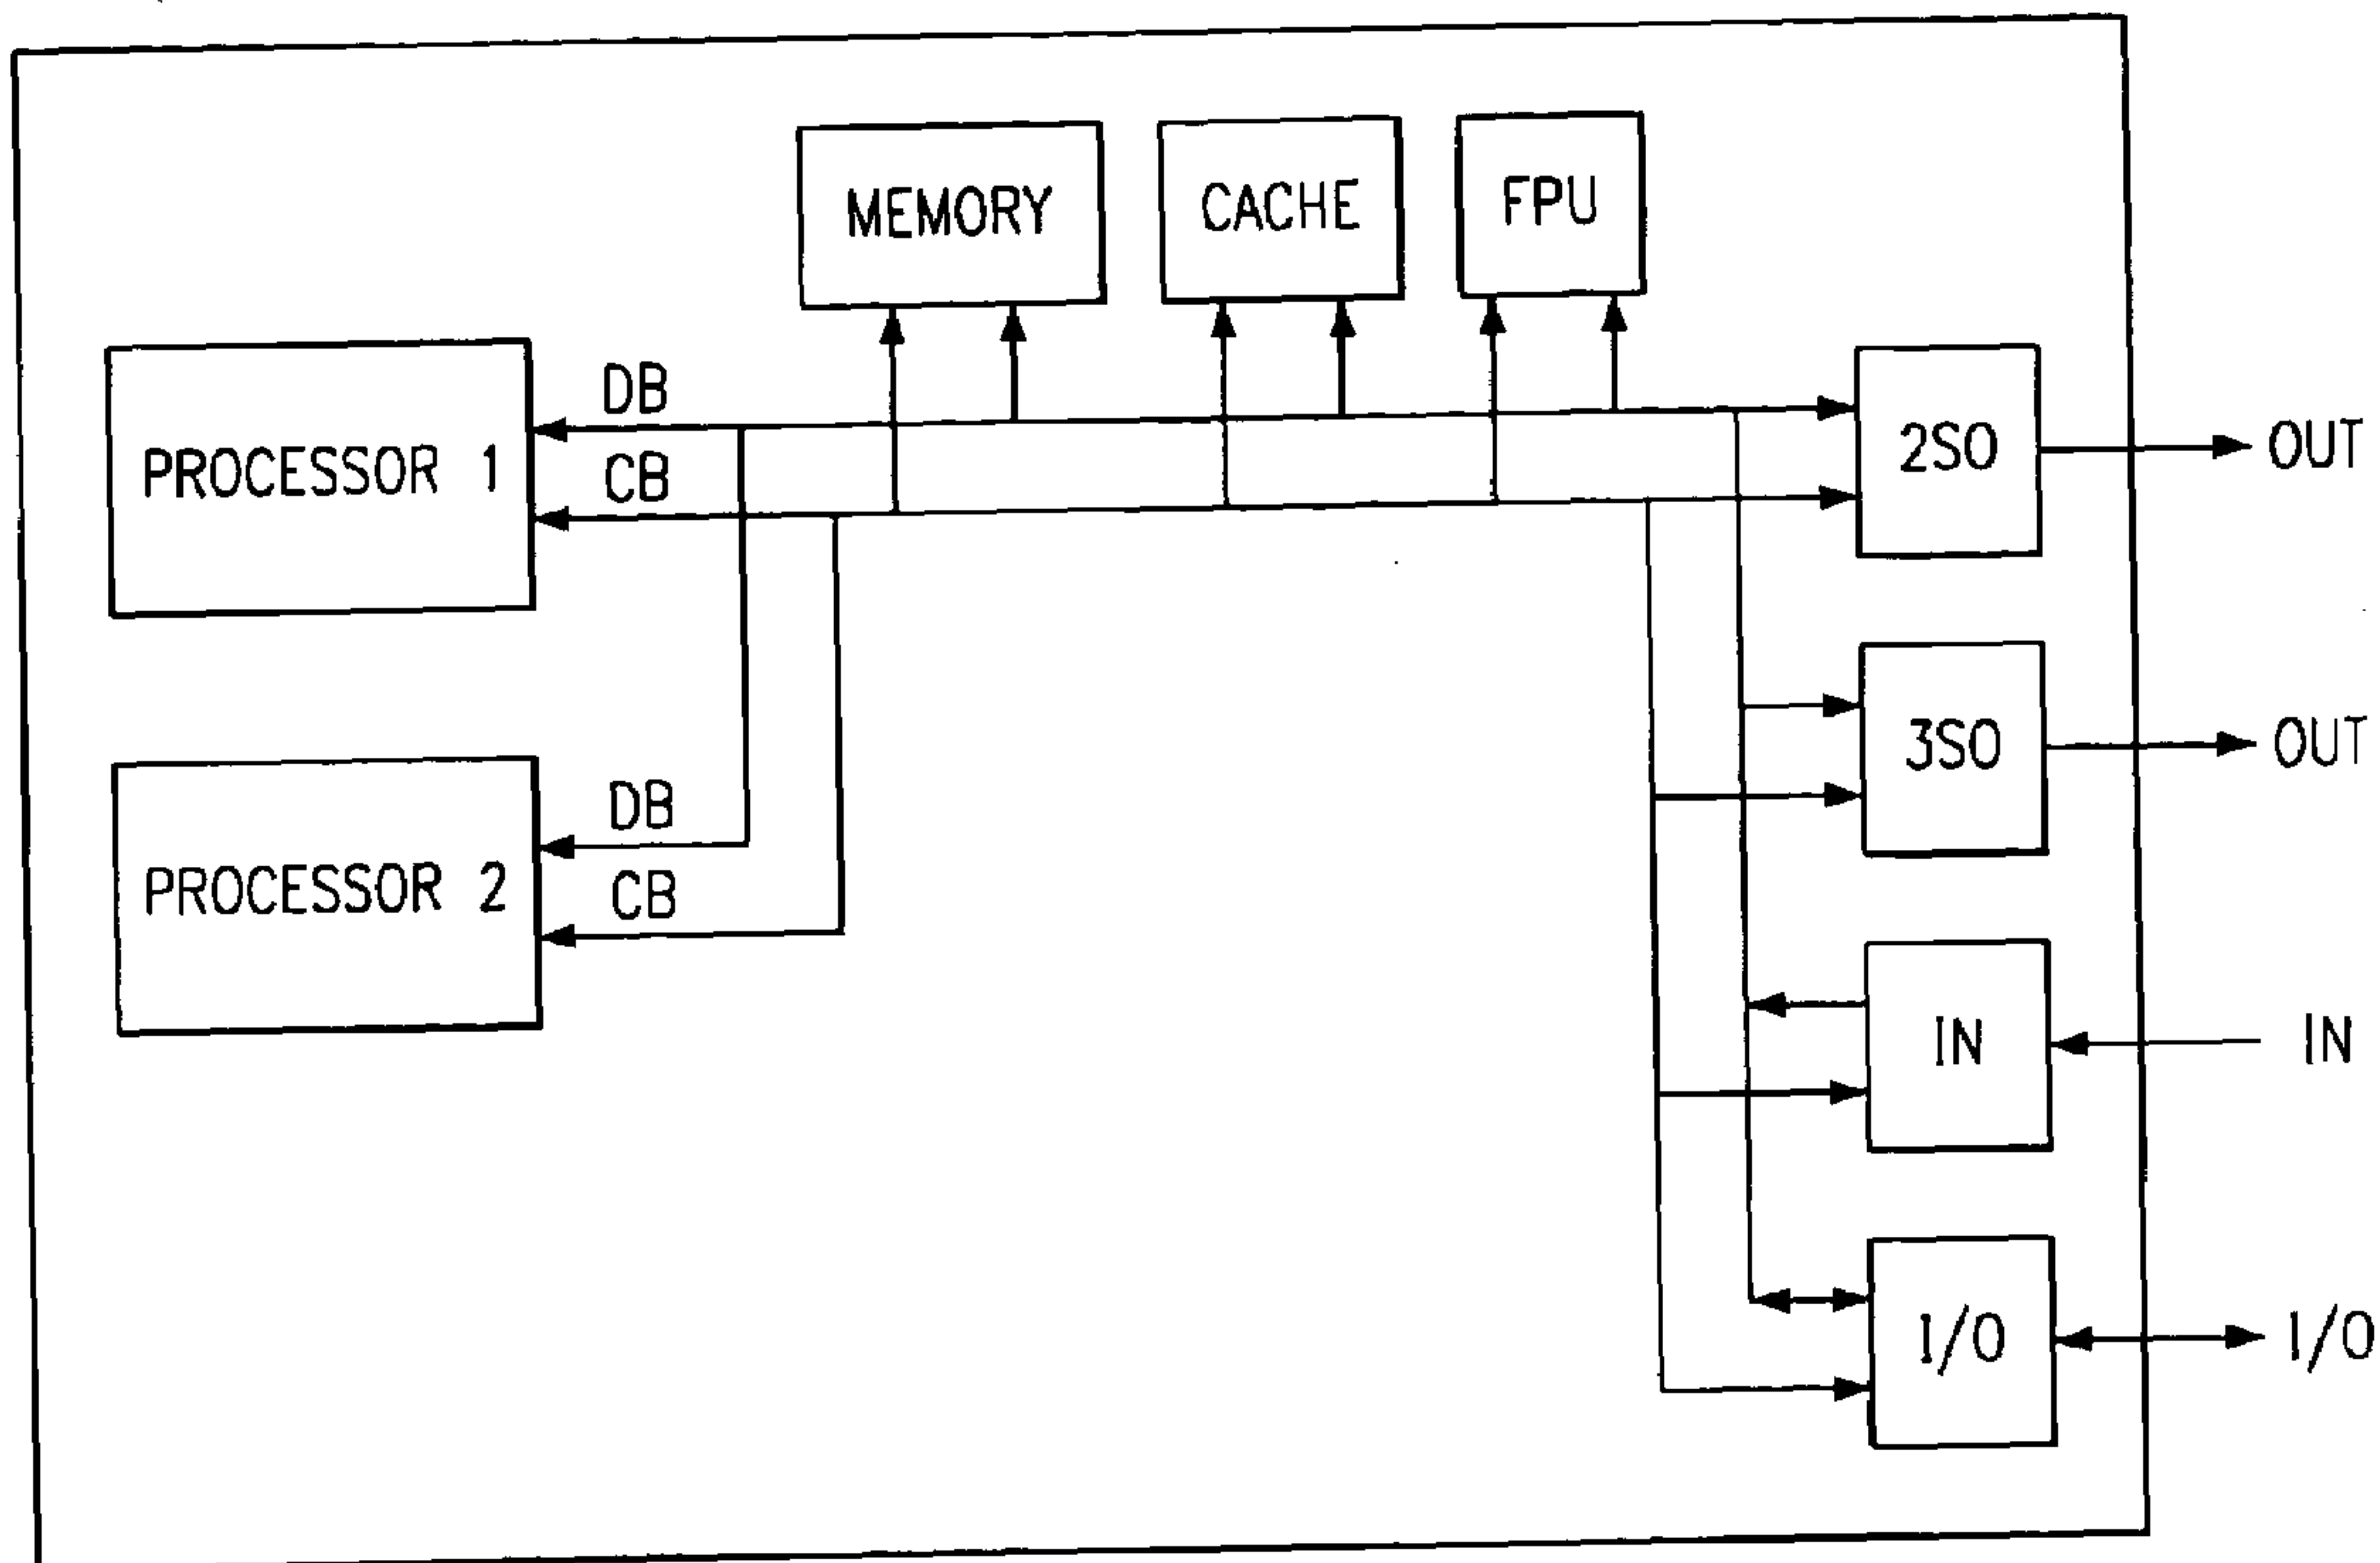 MEMORY
CACHE
FPU
DB
PROCESSOR 1
CB
2SO
OUT
3SO
OUT
DB
PROCESSOR 2
CB
IN
IN
I/O
I/O